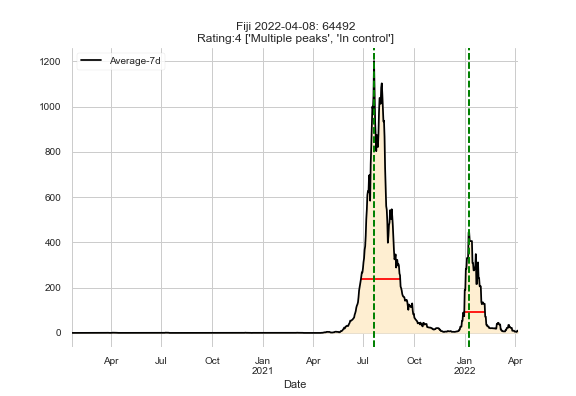 Fiji 2022-04-08: 64492
Rating:4 ['Multiple peaks', 'In control']
Average-7d
1200
1000
800
600
400
200
0
Apr Jul Oct Jan Apr Jul Oct Jan Apr
2021 2022
Date